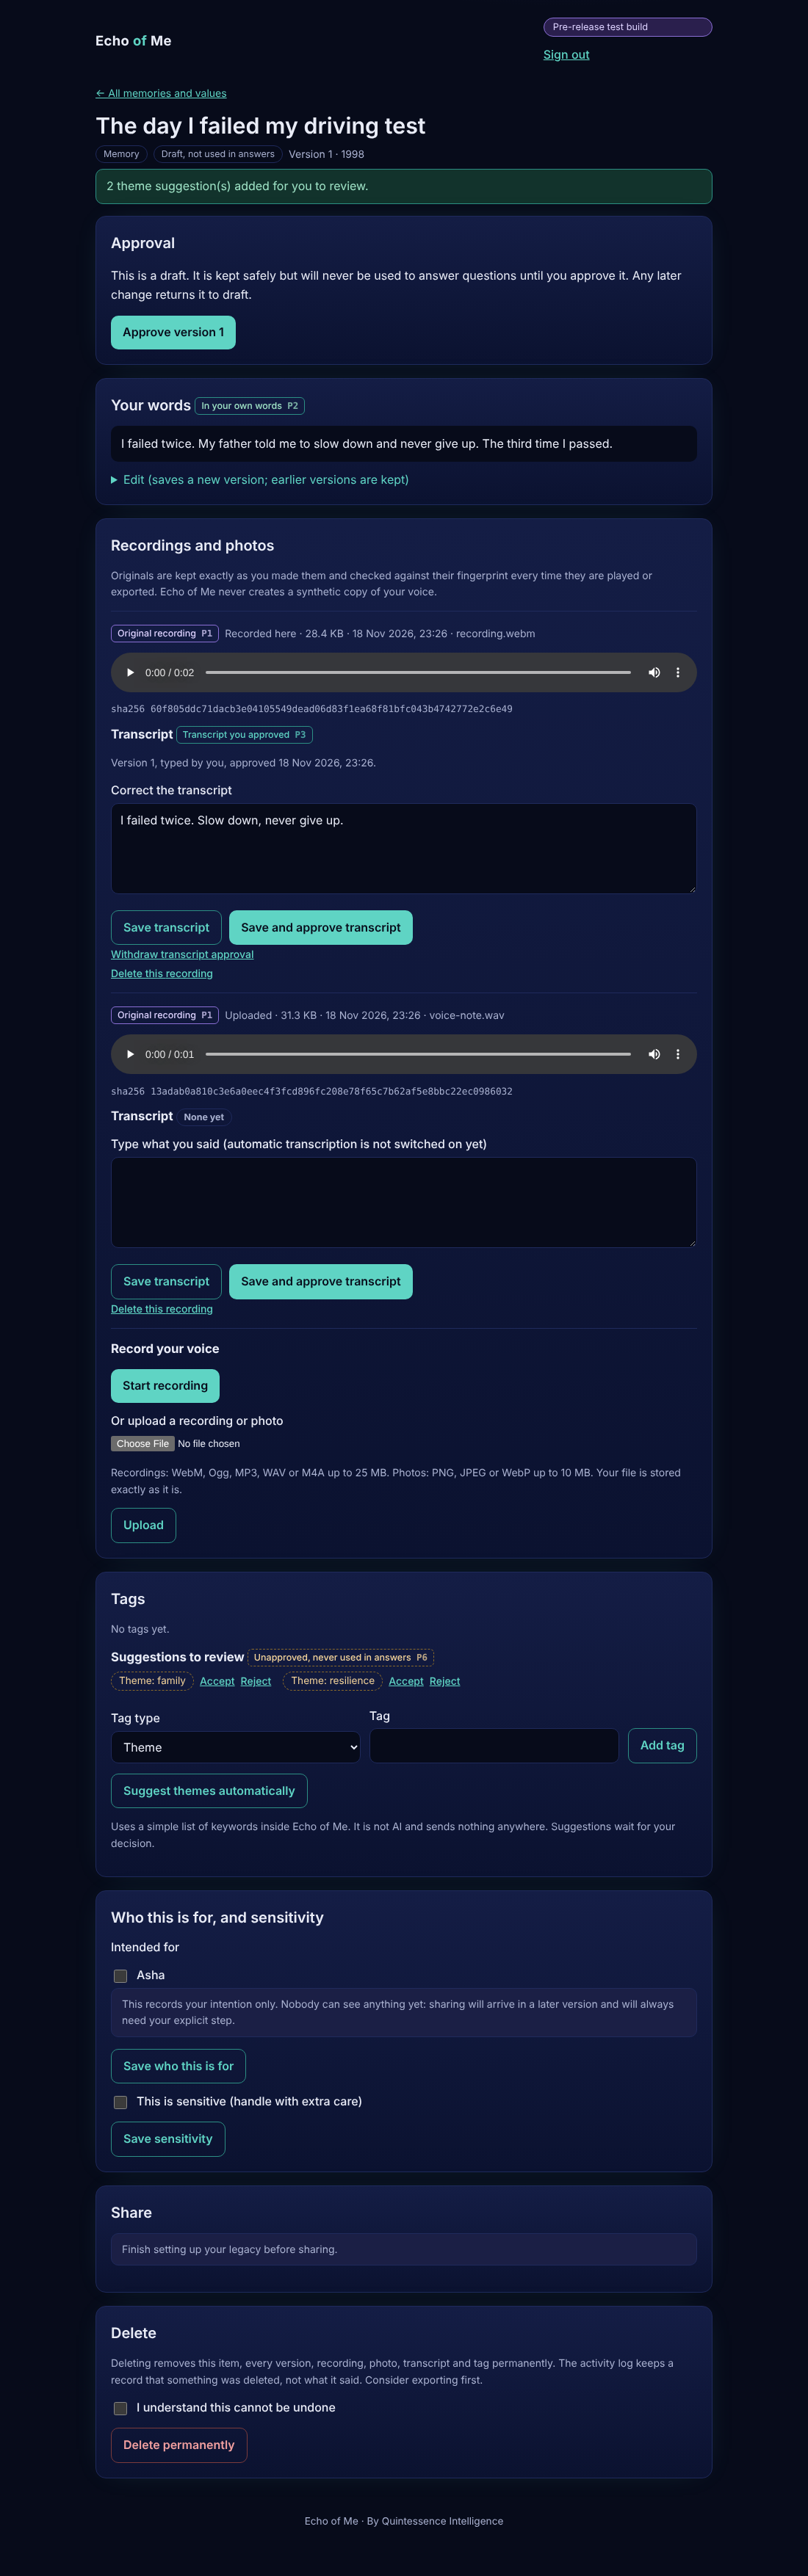 Echo of Me
Pre-release test build
Sign out
← All memories and values
The day I failed my driving test
Memory Draft, not used in answers Version 1 · 1998
2 theme suggestion(s) added for you to review.
Approval
This is a draft. It is kept safely but will never be used to answer questions until you approve it. Any later
change returns it to draft.
Approve version 1
Your words In your own words P2
I failed twice. My father told me to slow down and never give up. The third time I passed.
Edit (saves a new version; earlier versions are kept)
Recordings and photos
Originals are kept exactly as you made them and checked against their fingerprint every time they are played or
exported. Echo of Me never creates a synthetic copy of your voice.
Original recording P1 Recorded here · 28.4 KB · 18 Nov 2026, 23:26 · recording.webm
0:00 / 0:02
sha256 60f805ddc71dacb3e04105549dead06d83f1ea68f81bfc043b4742772e2c6e49
Transcript Transcript you approved P3
Version 1, typed by you, approved 18 Nov 2026, 23:26.
Correct the transcript
I failed twice. Slow down, never give up.
Save transcript Save and approve transcript
Withdraw transcript approval
Delete this recording
Original recording P1 Uploaded · 31.3 KB · 18 Nov 2026, 23:26 · voice-note.wav
0:00 / 0:01
sha256 13adab0a810c3e6a0eec4f3fcd896fc208e78f65c7b62af5e8bbc22ec0986032
Transcript None yet
Type what you said (automatic transcription is not switched on yet)
Save transcript Save and approve transcript
Delete this recording
Record your voice
Start recording
Or upload a recording or photo
Choose File No file chosen
Recordings: WebM, Ogg, MP3, WAV or M4A up to 25 MB. Photos: PNG, JPEG or WebP up to 10 MB. Your file is stored
exactly as it is.
Upload
Tags
No tags yet.
Suggestions to review Unapproved, never used in answers P6
Theme: family Accept Reject Theme: resilience Accept Reject
Tag type Tag
Theme Add tag
Suggest themes automatically
Uses a simple list of keywords inside Echo of Me. It is not AI and sends nothing anywhere. Suggestions wait for your
decision.
Who this is for, and sensitivity
Intended for
Asha
This records your intention only. Nobody can see anything yet: sharing will arrive in a later version and will always
need your explicit step.
Save who this is for
This is sensitive (handle with extra care)
Save sensitivity
Share
Finish setting up your legacy before sharing.
Delete
Deleting removes this item, every version, recording, photo, transcript and tag permanently. The activity log keeps a
record that something was deleted, not what it said. Consider exporting first.
I understand this cannot be undone
Delete permanently
Echo of Me · By Quintessence Intelligence